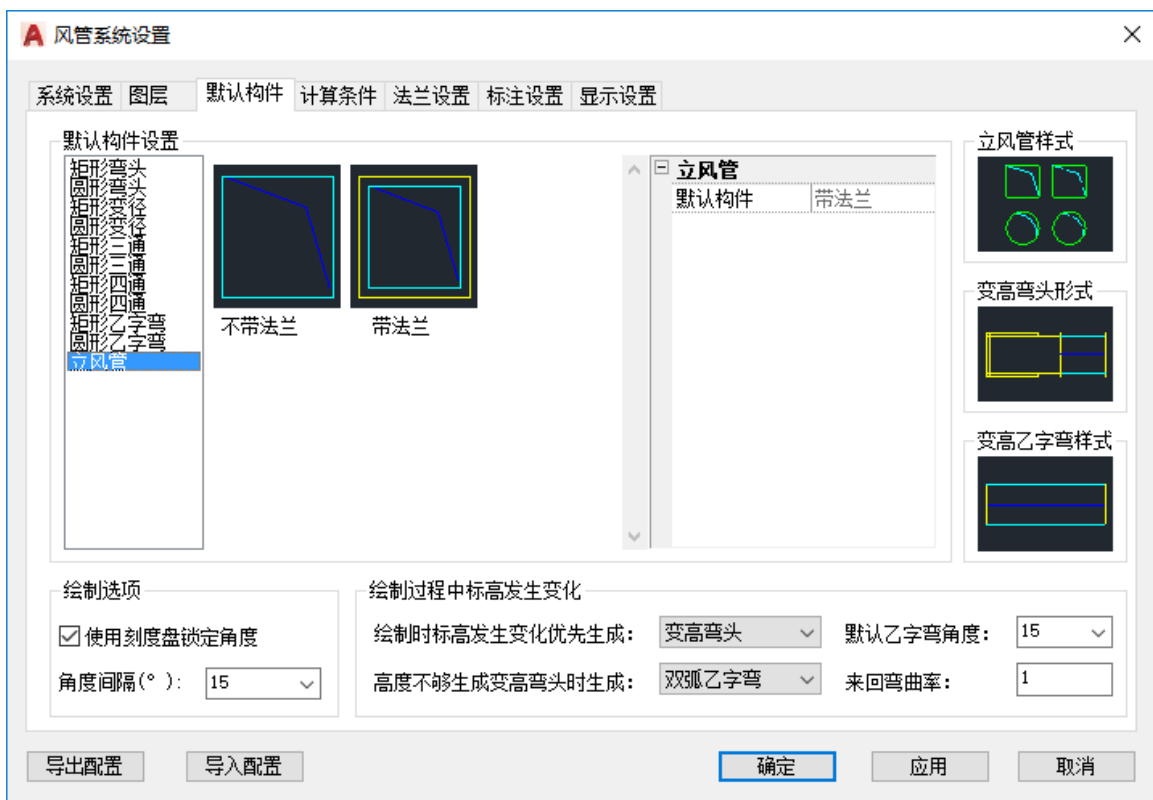 风管系统设置
系统设置 图层 默认构件 计算条件 法兰设置 标注设置 显示设置
默认构件设置
矩形弯头
圆形弯头
矩形变径
圆形变径
矩形三通
圆形三通
矩形四通
圆形四通
矩形乙字弯
圆形乙字弯
立风管
不带法兰 带法兰
立风管
默认构件 带法兰
立风管样式
变高弯头形式
变高乙字弯样式
绘制选项
使用刻度盘锁定角度
角度间隔(°): 15
绘制过程中标高发生变化
绘制时标高发生变化优先生成: 变高弯头 默认乙字弯角度: 15
高度不够生成变高弯头时生成: 双弧乙字弯 来回弯曲率: 1
导出配置 导入配置 确定 应用 取消